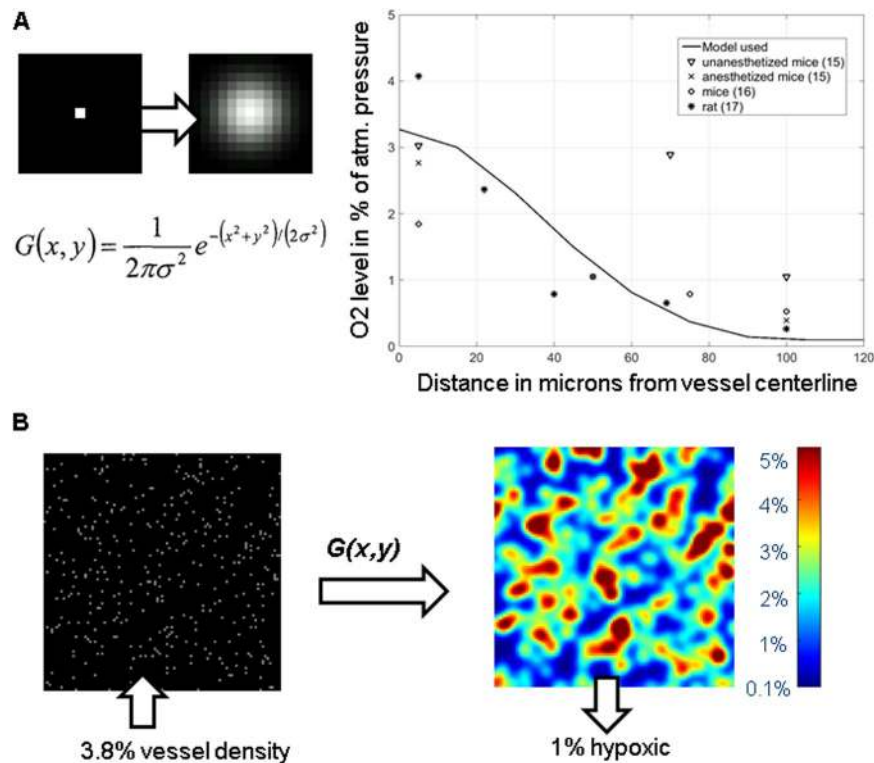 A
G(x, y) = 1/(2πσ²) e^-(x²+y²)/(2σ²)
O2 level in % of atm. pressure
5
4
3
2
1
0
Model used
unanesthetized mice (15)
anesthetized mice (15)
mice (16)
rat (17)
0 20 40 60 80 100 120
Distance in microns from vessel centerline
B
G(x,y)
5%
4%
3%
2%
1%
0.1%
3.8% vessel density
1% hypoxic